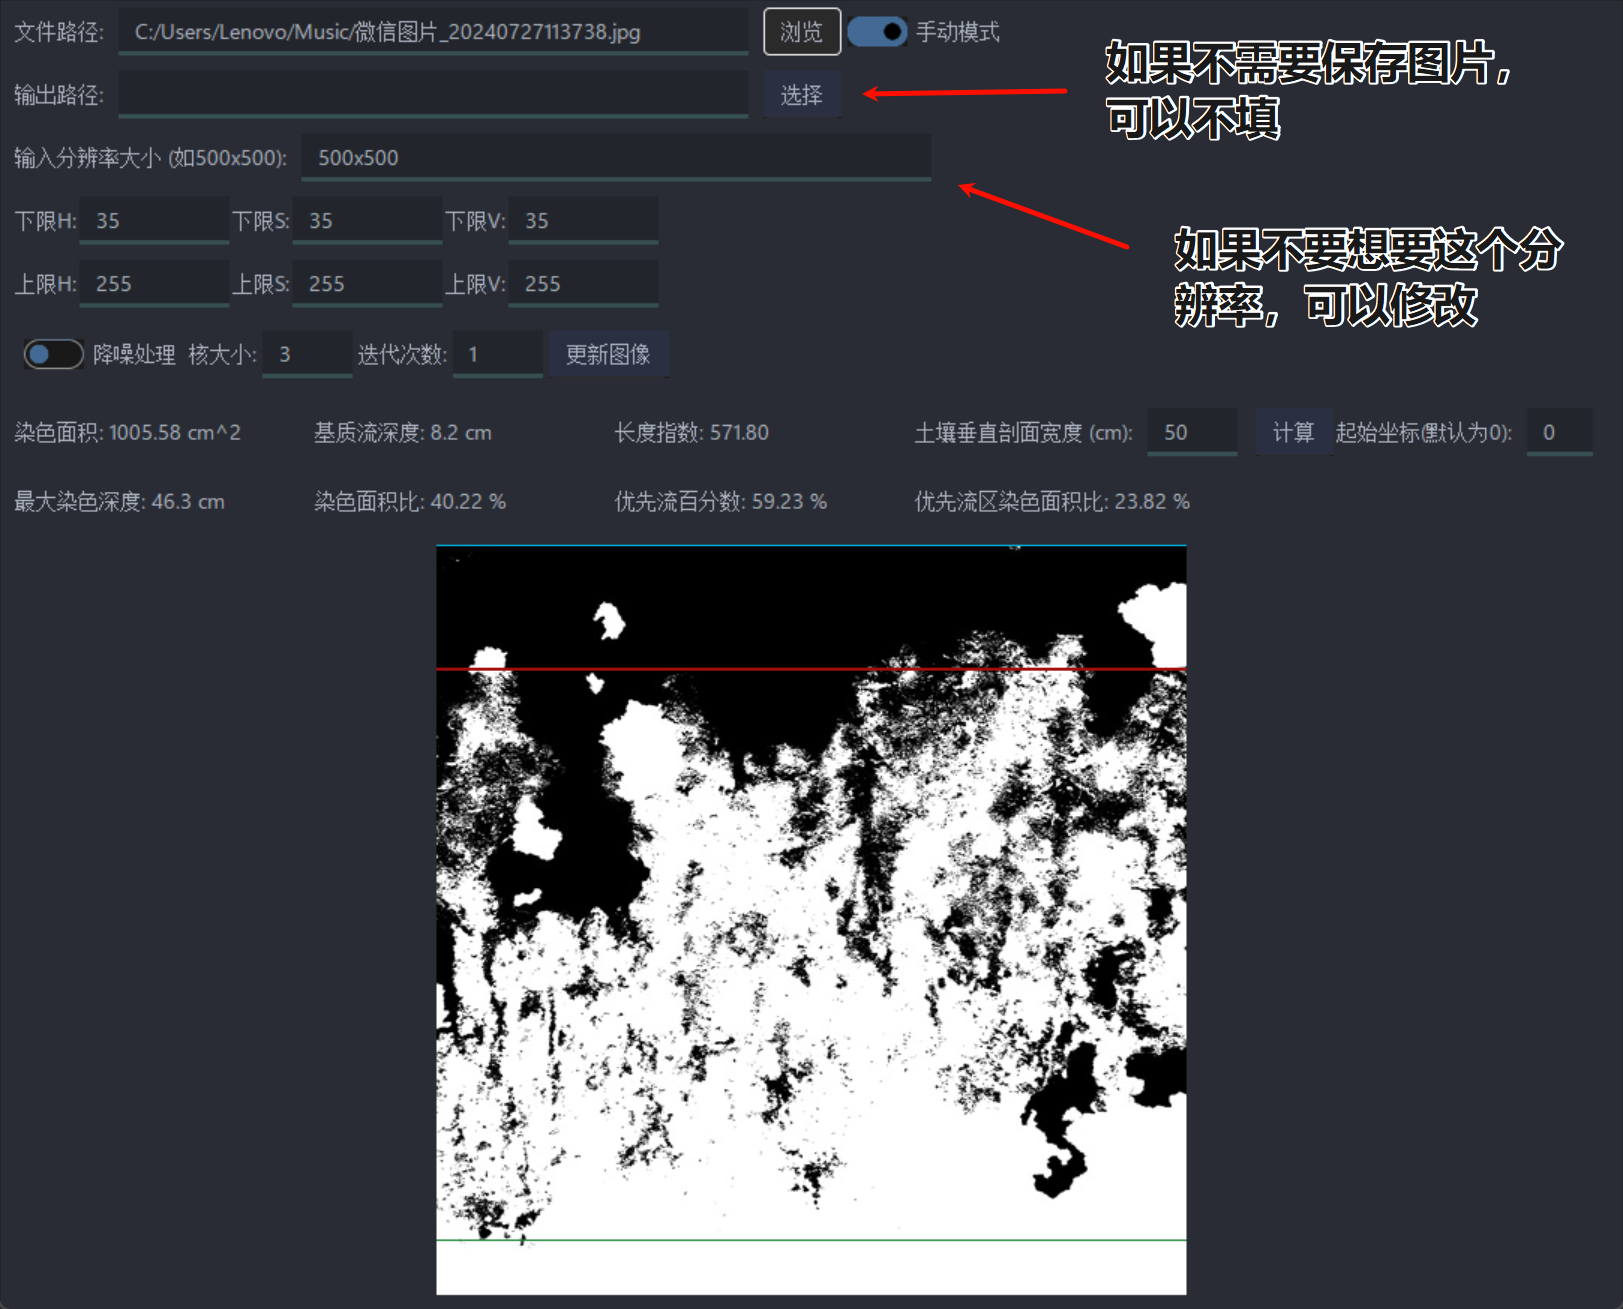 文件路径: C:/Users/Lenovo/Music/微信图片_20240727113738.jpg 浏览 手动模式
输出路径: 选择
如果不需要保存图片，
可以不填
输入分辨率大小 (如500x500): 500x500
下限H: 35 下限S: 35 下限V: 35
如果不要想要这个分
辨率，可以修改
上限H: 255 上限S: 255 上限V: 255
降噪处理 核大小: 3 迭代次数: 1 更新图像
染色面积: 1005.58 cm^2 基质流深度: 8.2 cm 长度指数: 571.80 土壤垂直剖面宽度 (cm): 50 计算 起始坐标(默认为0): 0
最大染色深度: 46.3 cm 染色面积比: 40.22 % 优先流百分数: 59.23 % 优先流区染色面积比: 23.82 %